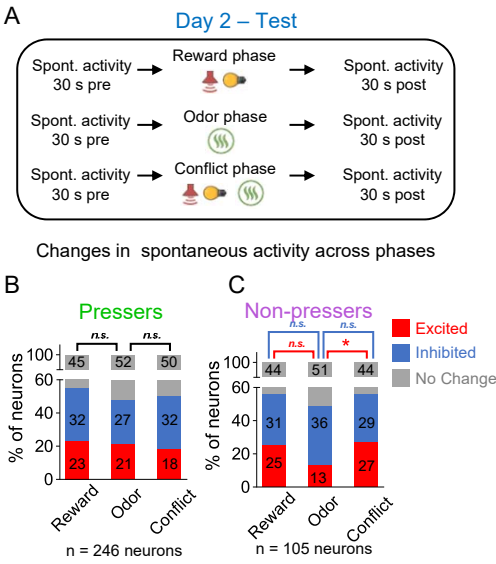 A
Day 2 – Test
Reward phase
Spont. activity
30 s pre
Spont. activity
30 s post
Odor phase
Spont. activity
30 s pre
Spont. activity
30 s post
Conflict phase
Spont. activity
30 s pre
Spont. activity
30 s post
Changes in spontaneous activity across phases
B
Pressers
n.s. n.s.
% of neurons
100
60
40
20
0
45 52 50
32 27 32
23 21 18
Reward Odor Conflict
n = 246 neurons
C
Non-pressers
n.s. n.s.
n.s. *
% of neurons
100
60
40
20
0
44 51 44
31 36 29
25 13 27
Reward Odor Conflict
n = 105 neurons
Excited
Inhibited
No Change